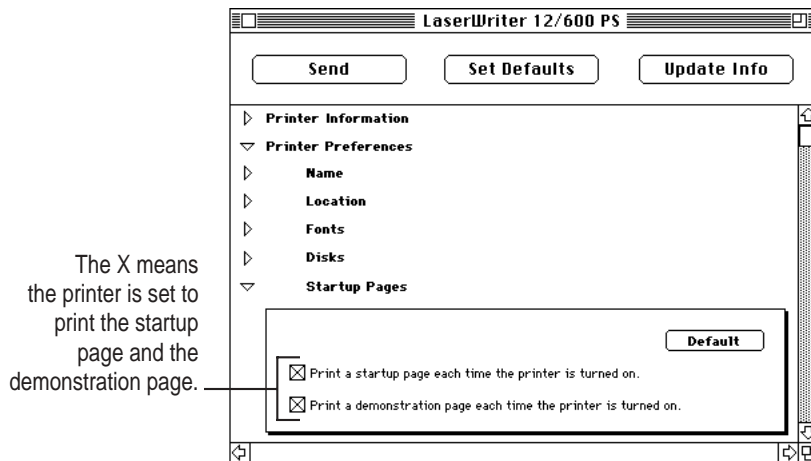 LaserWriter 12/600 PS
Send Set Defaults Update Info
Printer Information
Printer Preferences
Name
Location
Fonts
Disks
Startup Pages
The X means
the printer is set to
print the startup
page and the
demonstration page.
Default
Print a startup page each time the printer is turned on.
Print a demonstration page each time the printer is turned on.